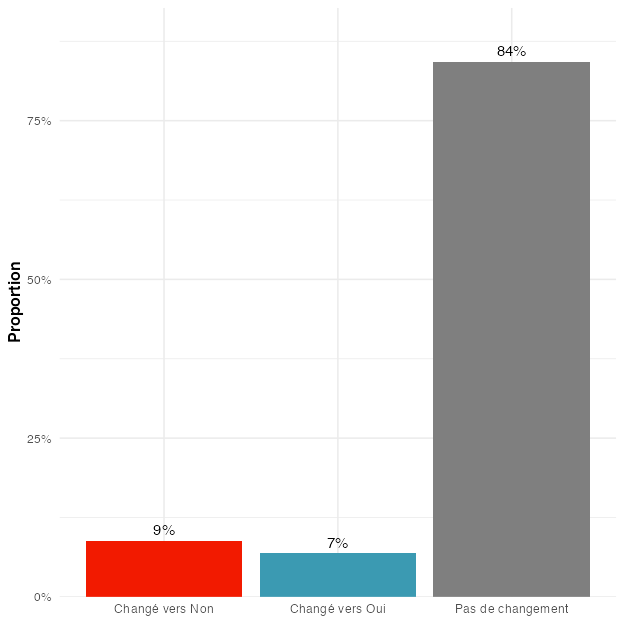 84%
75%
50%
25%
9%
7%
0%
Proportion
Changé vers Non
Changé vers Oui
Pas de changement